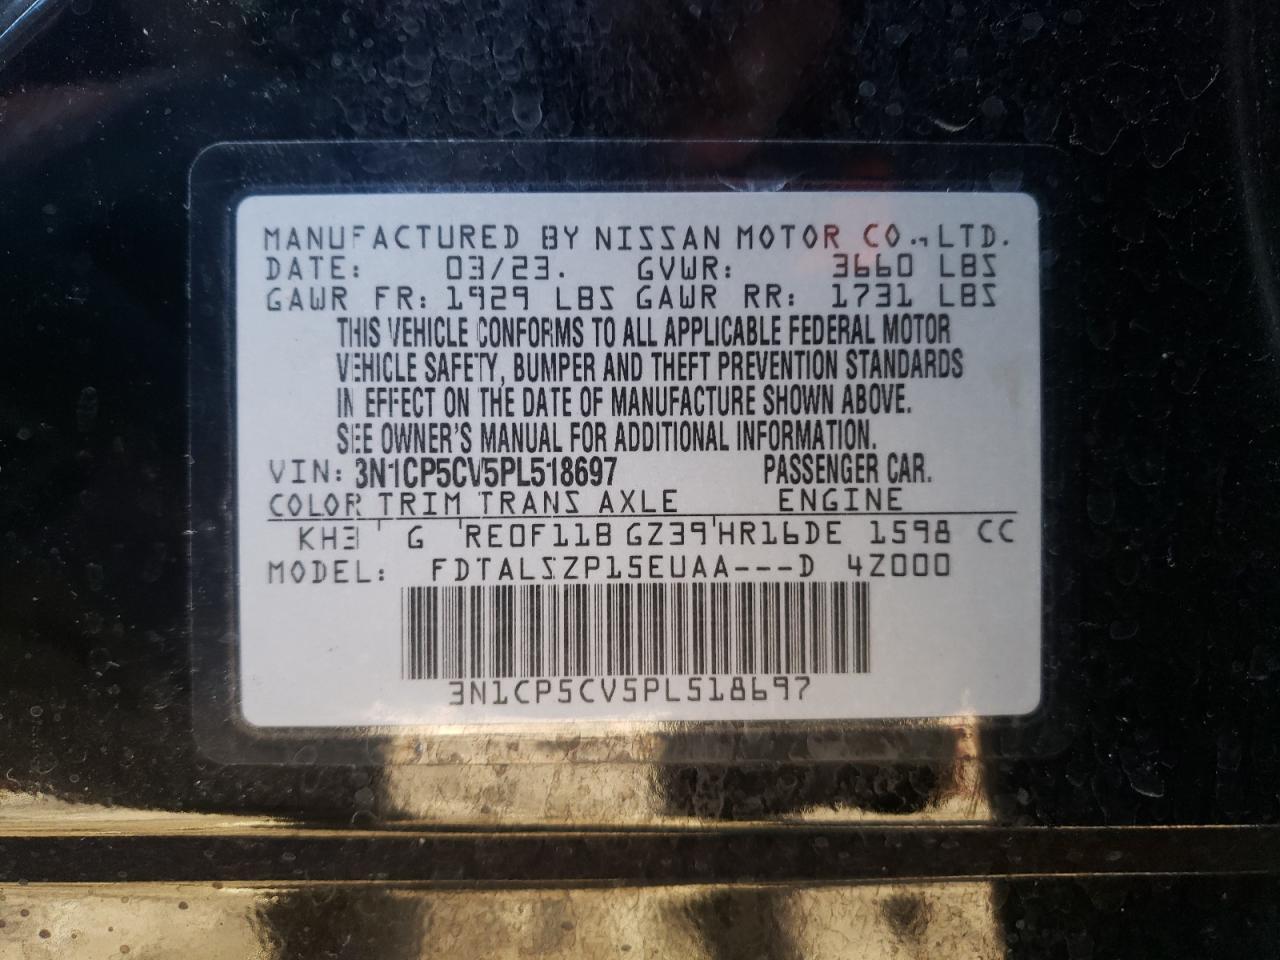 MANUFACTURED BY NISSAN MOTOR CO., LTD.
DATE: 03/23. GVWR: 3660 LBS
GAWR FR: 1929 LBS GAWR RR: 1731 LBS
THIS VEHICLE CONFORMS TO ALL APPLICABLE FEDERAL MOTOR
VEHICLE SAFETY, BUMPER AND THEFT PREVENTION STANDARDS
IN EFFECT ON THE DATE OF MANUFACTURE SHOWN ABOVE.
SEE OWNER'S MANUAL FOR ADDITIONAL INFORMATION.
VIN: 3N1CP5CV5PL518697 PASSENGER CAR.
COLOR TRIM TRANS AXLE ENGINE
KH3 G RE0F11B GZ39 HR16DE 1598 CC
MODEL: FDTALSZP15EUAA---D 4Z000
3N1CP5CV5PL518697